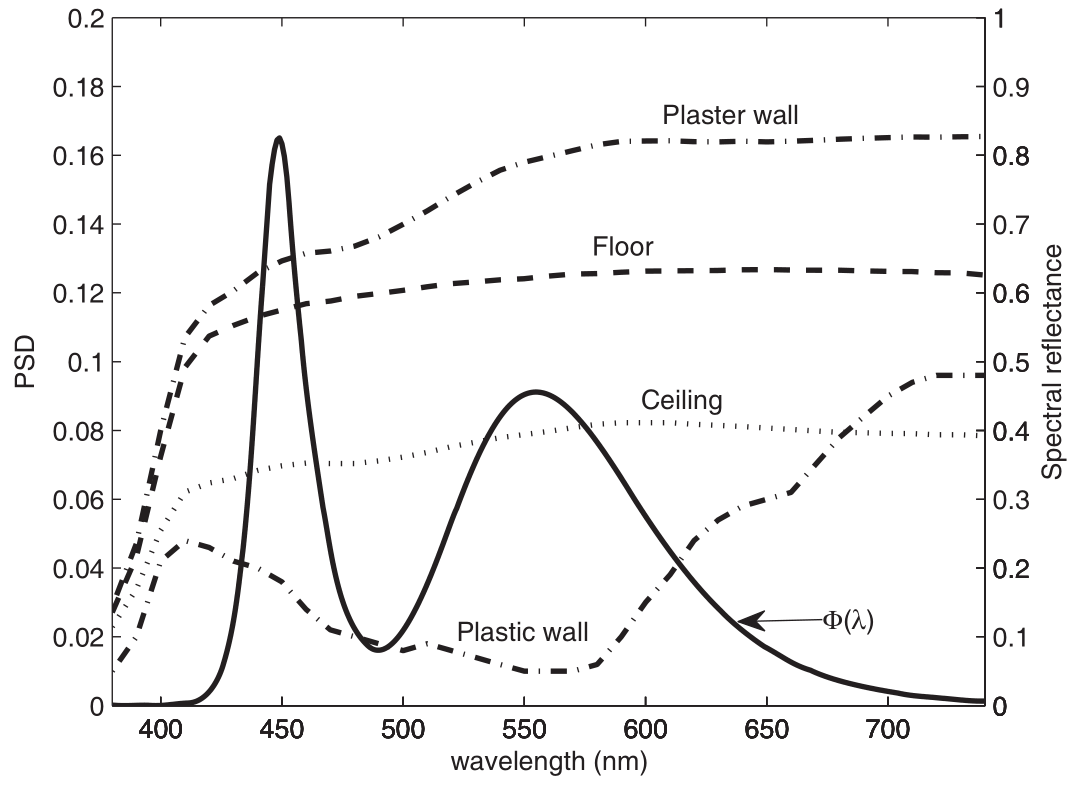 0.2
0.18
0.16
0.14
0.12
0.1
0.08
0.06
0.04
0.02
0
PSD
Plaster wall
Floor
Ceiling
Plastic wall
Φ(λ)
1
0.9
0.8
0.7
0.6
0.5
0.4
0.3
0.2
0.1
0
Spectral reflectance
400 450 500 550 600 650 700
wavelength (nm)